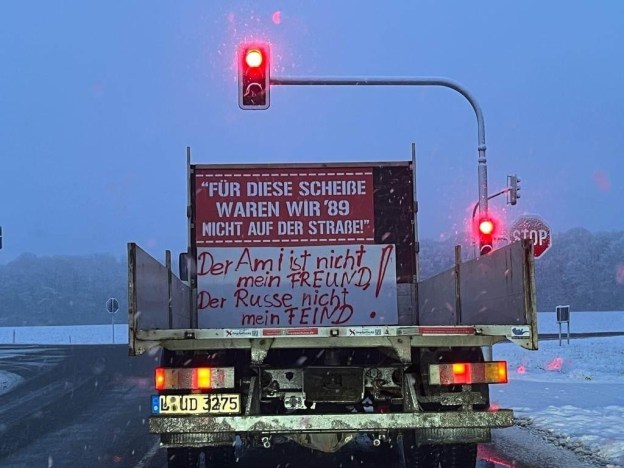 "FÜR DIESE SCHEIẞE
WAREN WIR '89
NICHT AUF DER STRAẞE!"
Der Ami ist nicht
mein FREUND,
Der Russe nicht
mein FEIND!
STOP
L UD 3275